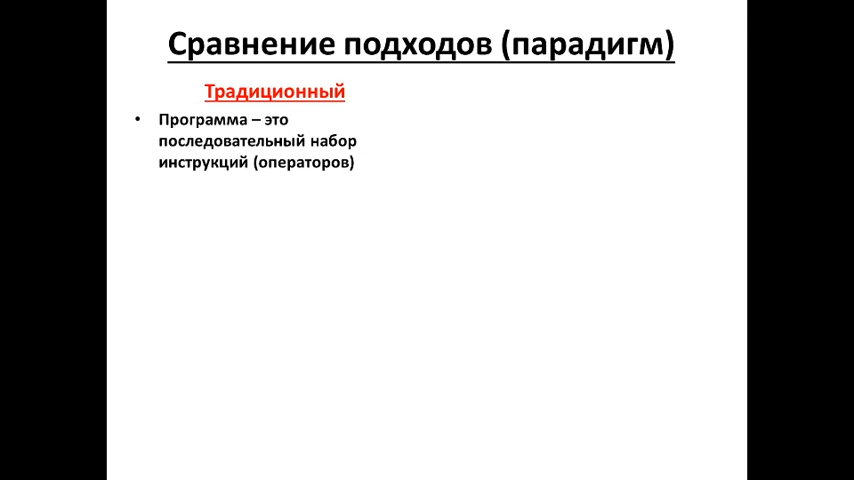 Сравнение подходов (парадигм)
Традиционный
• Программа – это
последовательный набор
инструкций (операторов)